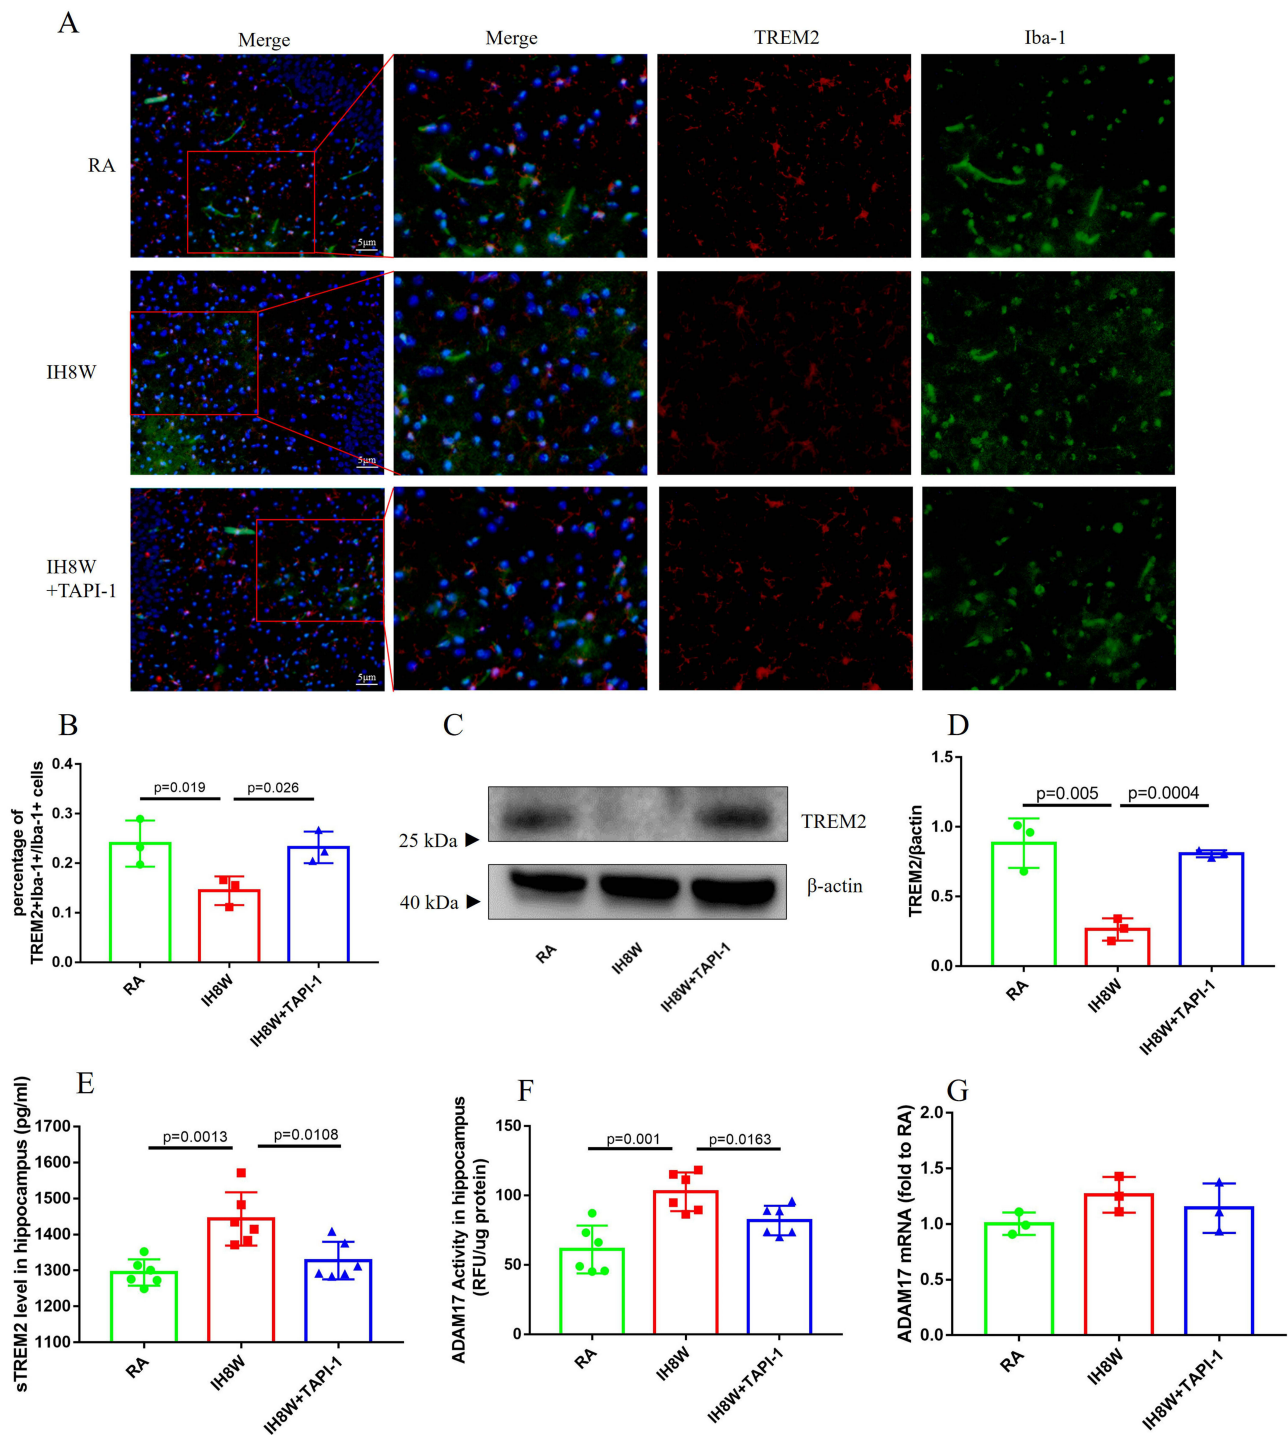 A
Merge
Merge
TREM2
Iba-1
RA
5μm
IH8W
5μm
IH8W
+TAPI-1
5μm
B
percentage of
TREM2+Iba-1+/Iba-1+ cells
0.4
0.3
0.2
0.1
0.0
p=0.019
p=0.026
RA
IH8W
IH8W+TAPI-1
C
25 kDa
TREM2
40 kDa
β-actin
RA
IH8W
IH8W+TAPI-1
D
TREM2/βactin
1.5
1.0
0.5
0.0
p=0.005
p=0.0004
RA
IH8W
IH8W+TAPI-1
E
sTREM2 level in hippocampus (pg/ml)
1700
1600
1500
1400
1300
1200
1100
p=0.0013
p=0.0108
RA
IH8W
IH8W+TAPI-1
F
ADAM17 Activity in hippocampus
(RFU/ug protein)
150
100
50
0
p=0.001
p=0.0163
RA
IH8W
IH8W+TAPI-1
G
ADAM17 mRNA (fold to RA)
2.0
1.5
1.0
0.5
0.0
RA
IH8W
IH8W+TAPI-1